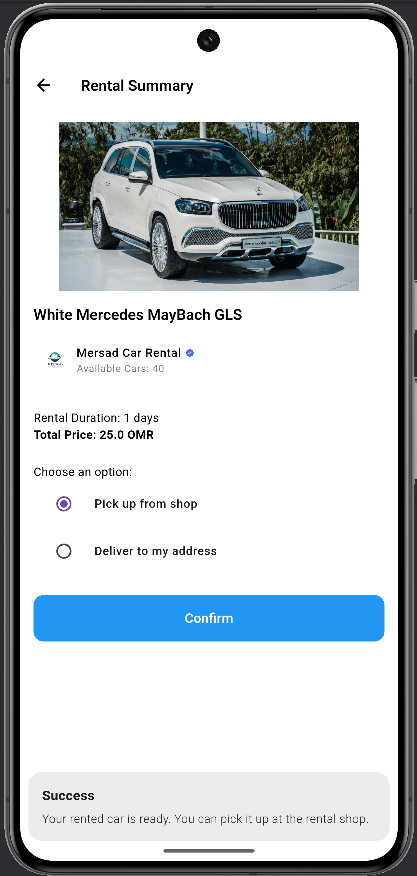 Rental Summary
White Mercedes MayBach GLS
Mersad Car Rental
Available Cars: 40
Rental Duration: 1 days
Total Price: 25.0 OMR
Choose an option:
Pick up from shop
Deliver to my address
Confirm
Success
Your rented car is ready. You can pick it up at the rental shop.